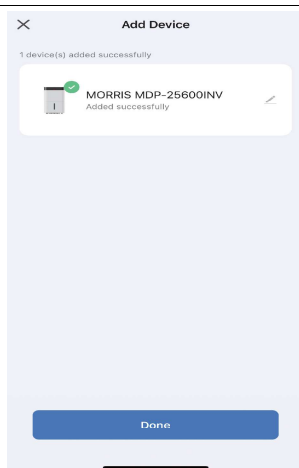 Add Device
1 device(s) added successfully
MORRIS MDP-25600INV
Added successfully
Done